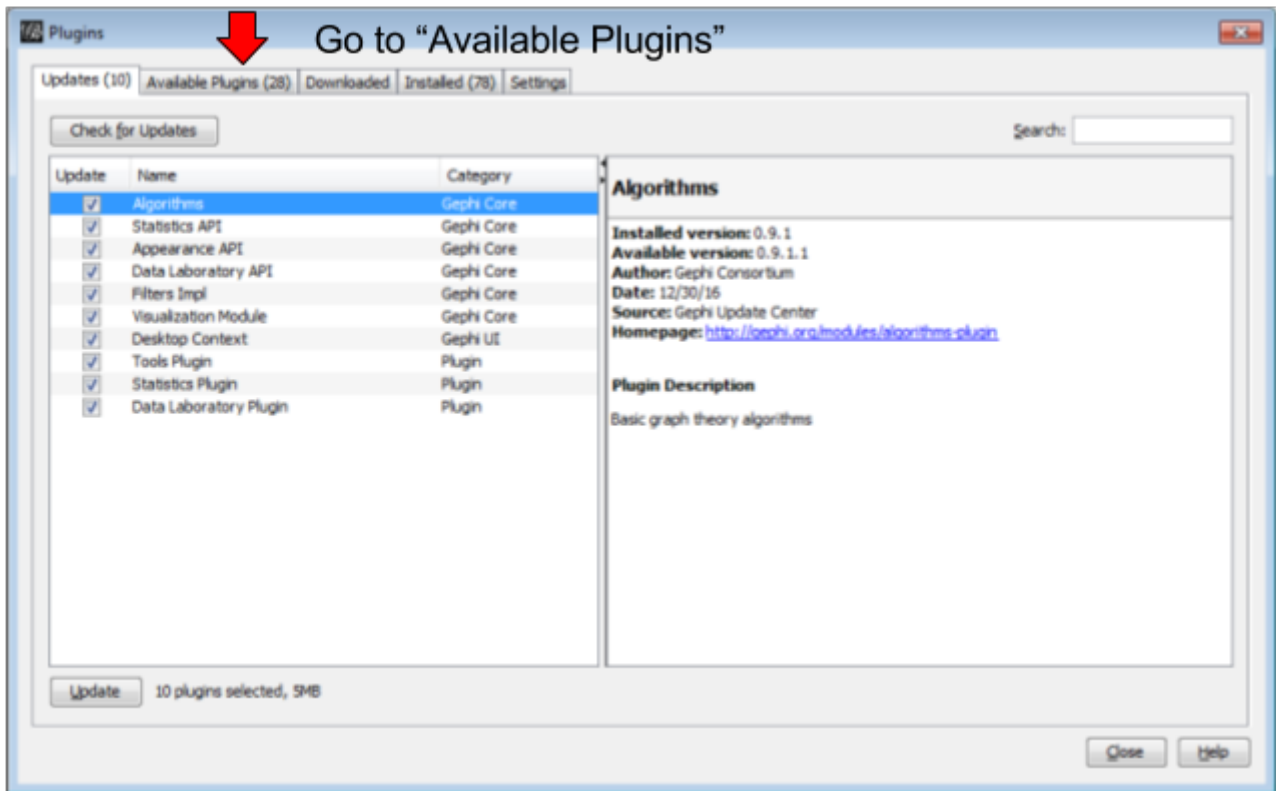 Plugins
Go to “Available Plugins”
Updates (10) Available Plugins (28) Downloaded Installed (78) Settings
Check for Updates Search:
Update Name Category
Algorithms Gephi Core
Statistics API Gephi Core
Appearance API Gephi Core
Data Laboratory API Gephi Core
Filters Impl Gephi Core
Visualization Module Gephi Core
Desktop Context Gephi UI
Tools Plugin Plugin
Statistics Plugin Plugin
Data Laboratory Plugin Plugin
Algorithms
Installed version: 0.9.1
Available version: 0.9.1.1
Author: Gephi Consortium
Date: 12/30/16
Source: Gephi Update Center
Homepage: http://gephi.org/modules/algorithms-plugin
Plugin Description
Basic graph theory algorithms
Update 10 plugins selected, 5MB
Close Help